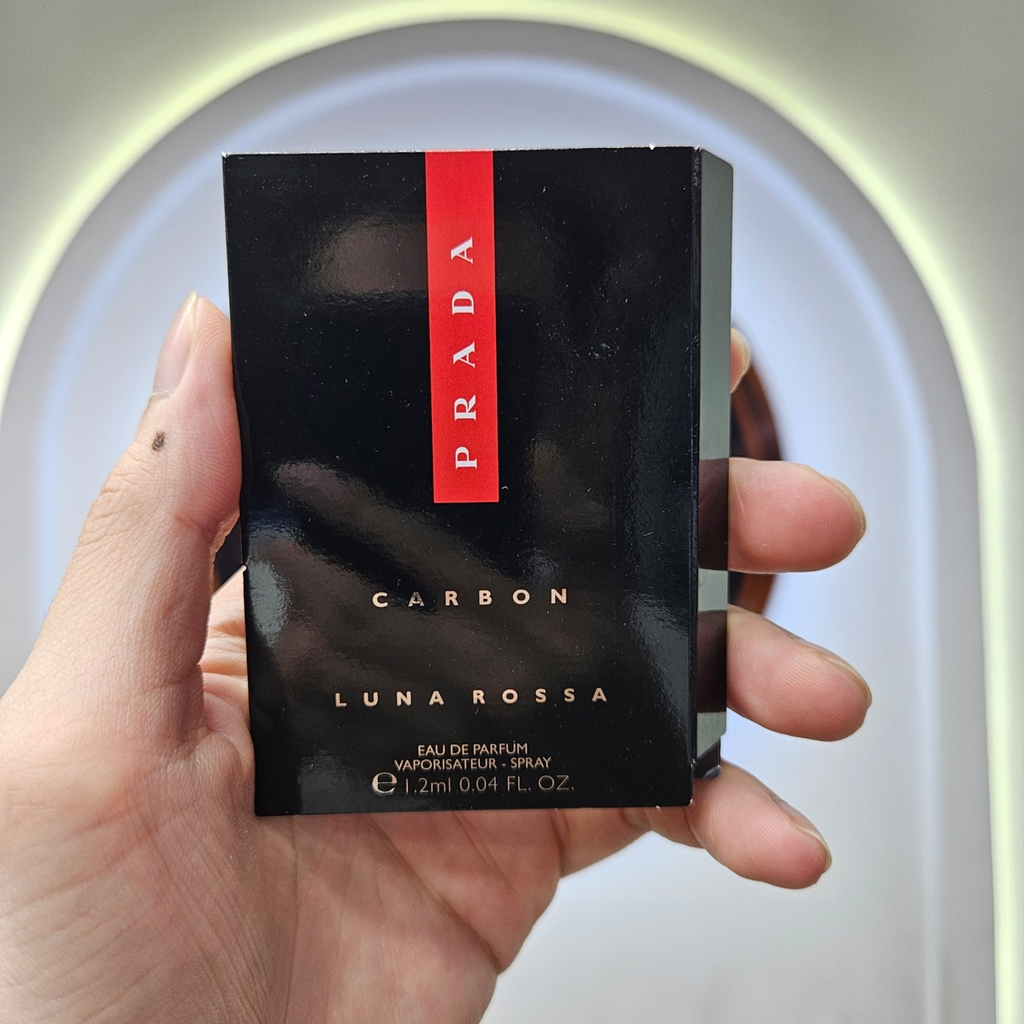 PRADA
CARBON
LUNA ROSSA
EAU DE PARFUM
VAPORISATEUR - SPRAY
℮ 1.2ml 0.04 FL. OZ.